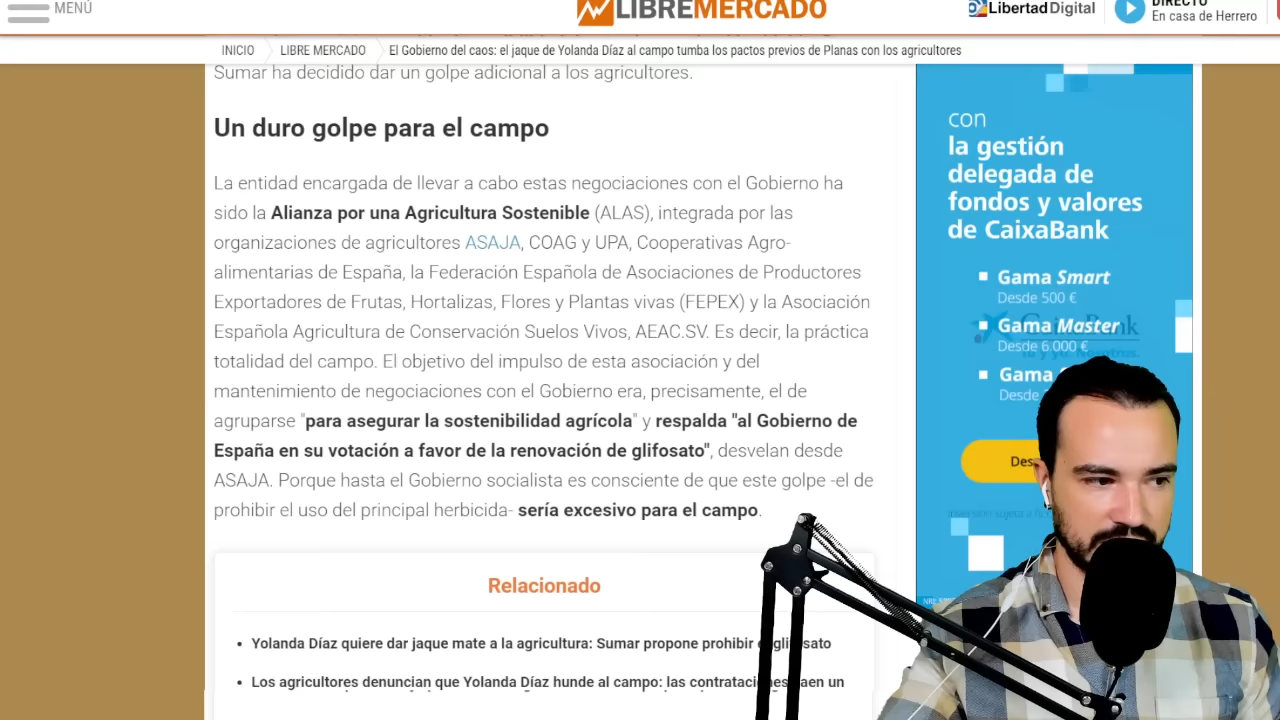 MENÚ
LIBREMERCADO
Libertad Digital
DIRECTO
En casa de Herrero
INICIO
LIBRE MERCADO
El Gobierno del caos: el jaque de Yolanda Díaz al campo tumba los pactos previos de Planas con los agricultores
Sumar ha decidido dar un golpe adicional a los agricultores.
Un duro golpe para el campo
La entidad encargada de llevar a cabo estas negociaciones con el Gobierno ha
sido la Alianza por una Agricultura Sostenible (ALAS), integrada por las
organizaciones de agricultores ASAJA, COAG y UPA, Cooperativas Agro-
alimentarias de España, la Federación Española de Asociaciones de Productores
Exportadores de Frutas, Hortalizas, Flores y Plantas vivas (FEPEX) y la Asociación
Española Agricultura de Conservación Suelos Vivos, AEAC.SV. Es decir, la práctica
totalidad del campo. El objetivo del impulso de esta asociación y del
mantenimiento de negociaciones con el Gobierno era, precisamente, el de
agruparse "para asegurar la sostenibilidad agrícola" y respalda "al Gobierno de
España en su votación a favor de la renovación de glifosato", desvelan desde
ASAJA. Porque hasta el Gobierno socialista es consciente de que este golpe -el de
prohibir el uso del principal herbicida- sería excesivo para el campo.
Relacionado
• Yolanda Díaz quiere dar jaque mate a la agricultura: Sumar propone prohibir
• Los agricultores denuncian que Yolanda Díaz hunde al campo: las un
con
la gestión
delegada de
fondos y valores
de CaixaBank
Gama Smart
Desde 500 €
Gama Master
Desde 6.000 €
Gama
Desde